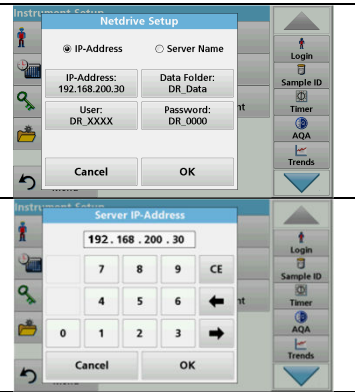 Instrument Setup
Netdrive
Setup
IP-Address
Server Name
IP-Address:
192.168.200.30
Data Folder:
DR_Data
User:
DR_XXXX
Password:
DR_0000
Cancel
OK
Login
Sample ID
Timer
AQA
Trends
Server IP-Address
192 . 168 . 200 . 30
7 8 9 CE
4 5 6
0 1 2 3
Cancel
OK
Login
Sample ID
Timer
AQA
Trends